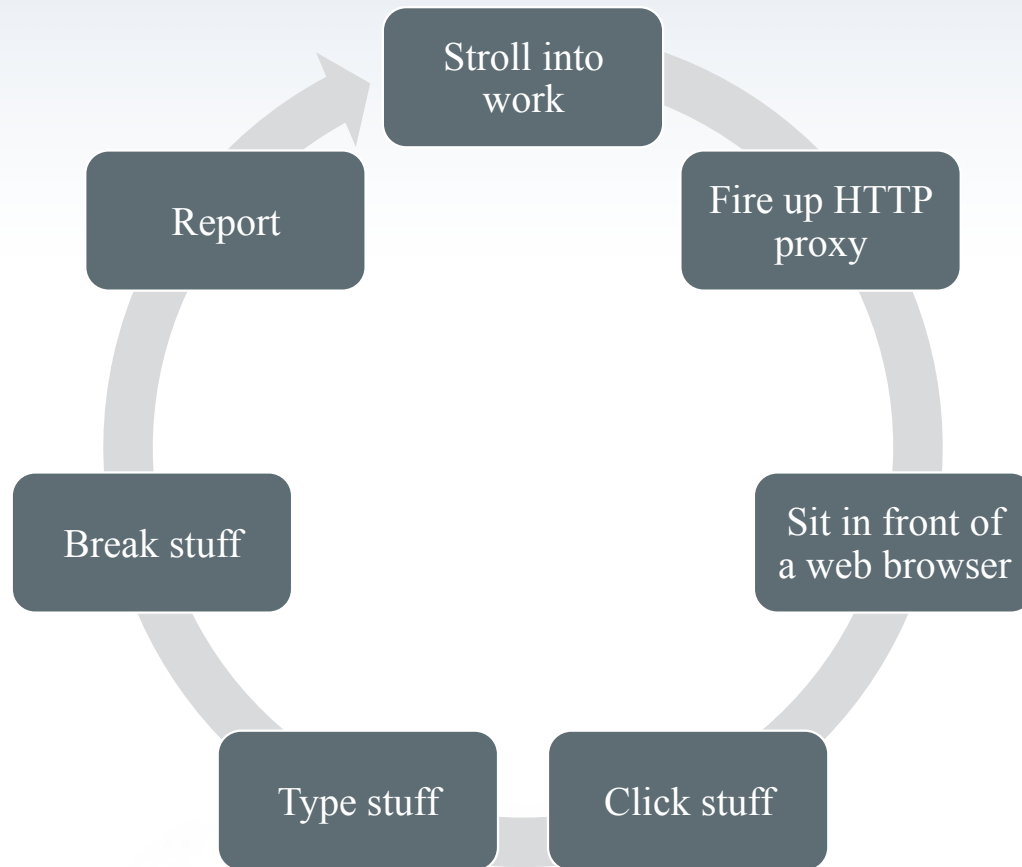 Stroll into
work
Fire up HTTP
proxy
Sit in front of
a web browser
Click stuff
Type stuff
Break stuff
Report